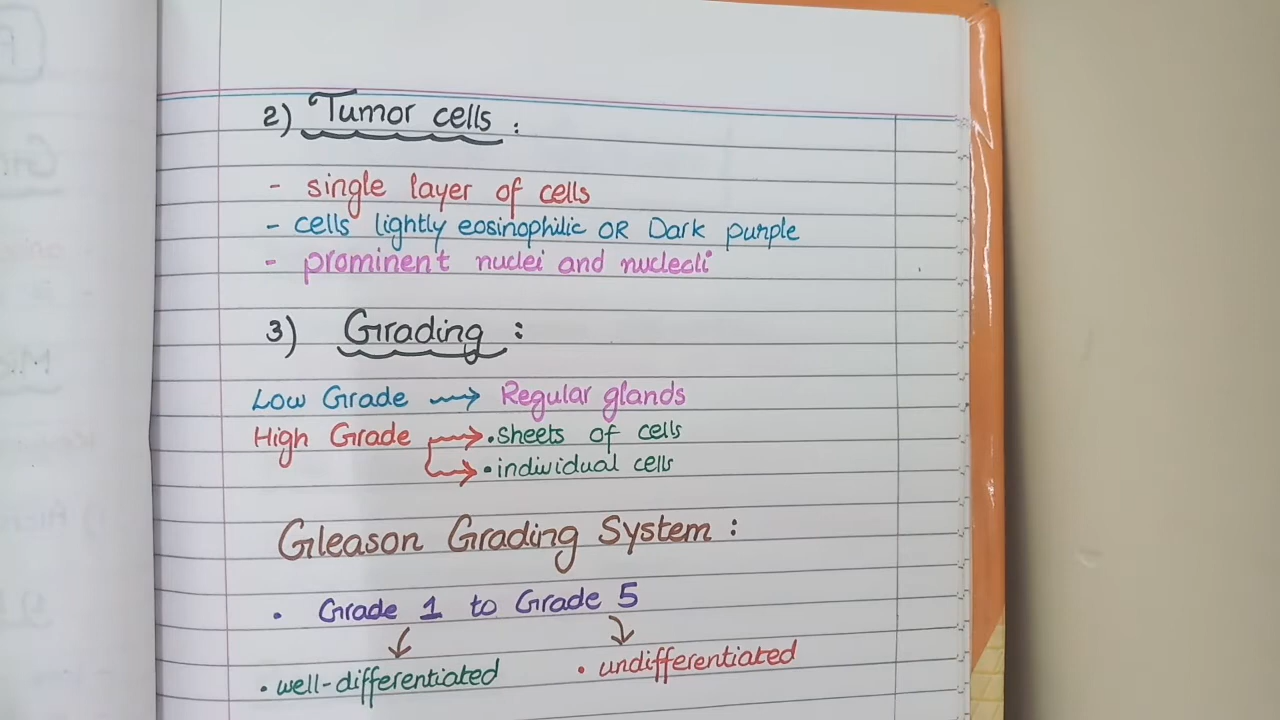 2) Tumor cells :
- single layer of cells
- cells lightly eosinophilic OR Dark purple
- prominent nuclei and nucleoli
3) Grading :
Low Grade → Regular glands
High Grade → • sheets of cells
→ • individual cells
Gleason Grading System :
• Grade 1 to Grade 5
• well-differentiated • undifferentiated